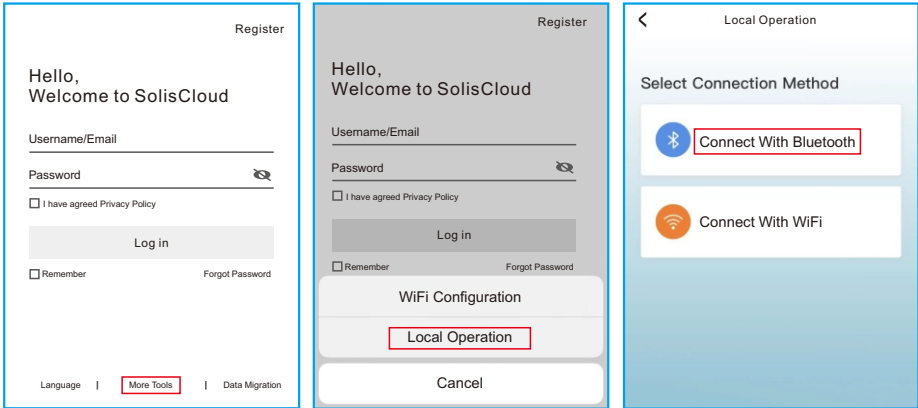 Register
Hello,
Welcome to SolisCloud
Username/Email
Password
I have agreed Privacy Policy
Log in
Remember Forgot Password
Language | More Tools | Data Migration
Register
Hello,
Welcome to SolisCloud
Username/Email
Password
I have agreed Privacy Policy
Log in
Remember Forgot Password
WiFi Configuration
Local Operation
Cancel
Local Operation
Select Connection Method
Connect With Bluetooth
Connect With WiFi